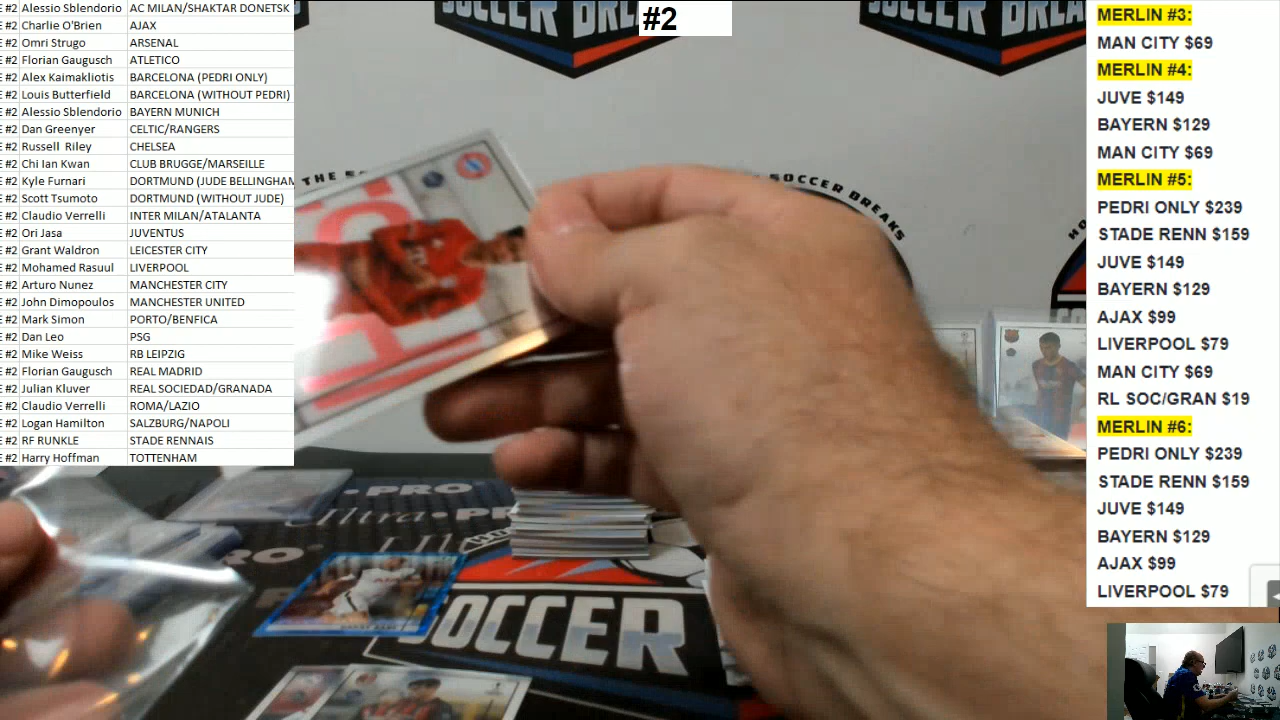 E #2 Alessio Sblendorio AC MILAN/SHAKTAR DONETSK
E #2 Charlie O'Brien AJAX
E #2 Omri Strugo ARSENAL
E #2 Florian Gaugusch ATLETICO
E #2 Alex Kaimakliotis BARCELONA (PEDRI ONLY)
E #2 Louis Butterfield BARCELONA (WITHOUT PEDRI)
E #2 Alessio Sblendorio BAYERN MUNICH
E #2 Dan Greenyer CELTIC/RANGERS
E #2 Russell Riley CHELSEA
E #2 Chi Ian Kwan CLUB BRUGGE/MARSEILLE
E #2 Kyle Furnari DORTMUND (JUDE BELLINGHAM
E #2 Scott Tsumoto DORTMUND (WITHOUT JUDE)
E #2 Claudio Verrelli INTER MILAN/ATALANTA
E #2 Ori Jasa JUVENTUS
E #2 Grant Waldron LEICESTER CITY
E #2 Mohamed Rasuul LIVERPOOL
E #2 Arturo Nunez MANCHESTER CITY
E #2 John Dimopoulos MANCHESTER UNITED
E #2 Mark Simon PORTO/BENFICA
E #2 Dan Leo PSG
E #2 Mike Weiss RB LEIPZIG
E #2 Florian Gaugusch REAL MADRID
E #2 Julian Kluver REAL SOCIEDAD/GRANADA
E #2 Claudio Verrelli ROMA/LAZIO
E #2 Logan Hamilton SALZBURG/NAPOLI
E #2 RF RUNKLE STADE RENNAIS
E #2 Harry Hoffman TOTTENHAM
#2
SOCCER BREA
THE
SOCCER BREAKS
PRO
Ultra PR
RO
SOCCER
MERLIN #3:
MAN CITY $69
MERLIN #4:
JUVE $149
BAYERN $129
MAN CITY $69
MERLIN #5:
PEDRI ONLY $239
STADE RENN $159
JUVE $149
BAYERN $129
AJAX $99
LIVERPOOL $79
MAN CITY $69
RL SOC/GRAN $19
MERLIN #6:
PEDRI ONLY $239
STADE RENN $159
JUVE $149
BAYERN $129
AJAX $99
LIVERPOOL $79